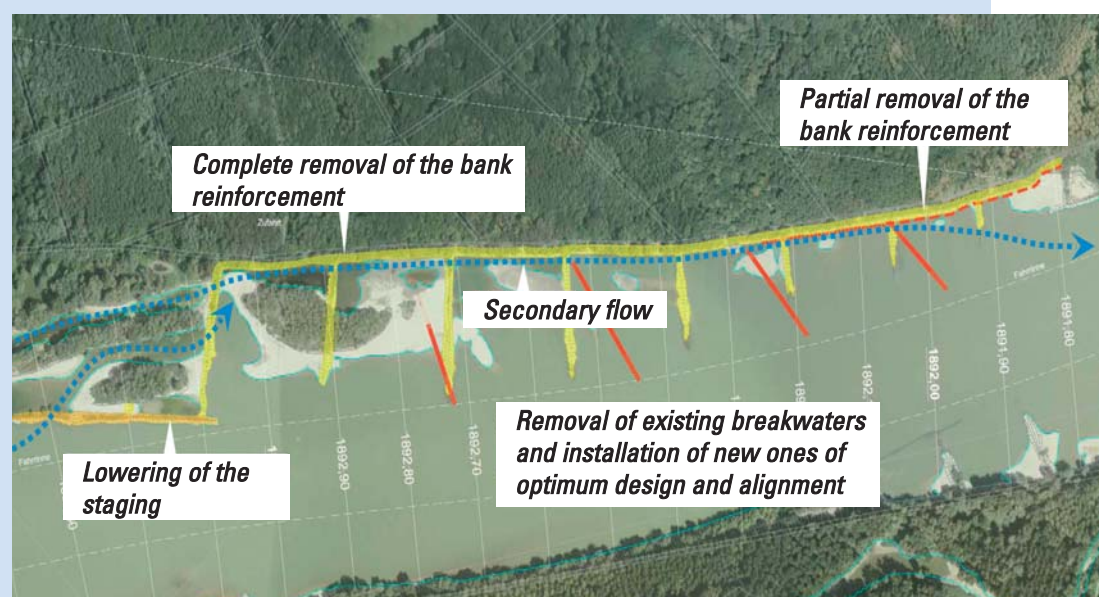 Partial removal of the
bank reinforcement
Complete removal of the bank
reinforcement
Secondary flow
Removal of existing breakwaters
and installation of new ones of
optimum design and alignment
Lowering of the
staging
Fahrrinne
Fahrrinne
1892,90
1892,80
1892,70
1892,00
1891,90
1891,80